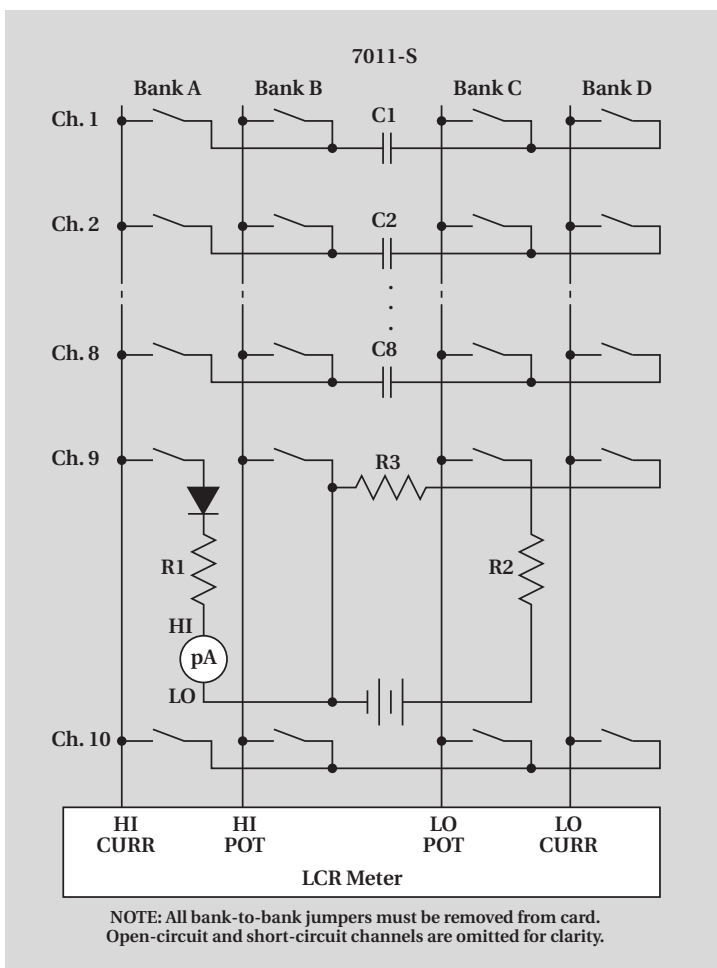 7011-S
Bank A Bank B Bank C Bank D
Ch. 1 C1
Ch. 2 C2
Ch. 8 C8
Ch. 9 R3
R1 R2
HI
pA
LO
Ch. 10
HI CURR HI POT LO POT LO CURR
LCR Meter
NOTE: All bank-to-bank jumpers must be removed from card.
Open-circuit and short-circuit channels are omitted for clarity.